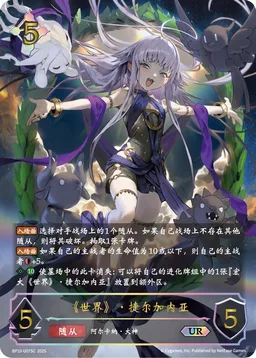 5
入场曲 选择对手战场上的1个随从。如果自己战场上不存在其他
随从，则将其破坏。抽取1张卡牌。
入场曲 如果自己的主战者的生命值为10或以下，则自己的主战
者+5。
10 使墓场中的此卡消失：可以将自己的进化牌组中的1张『宏
大《世界》·捷尔加内亚』放置到额外区。
《世界》·捷尔加内亚
5
5
随从
阿尔卡纳·大神
UR